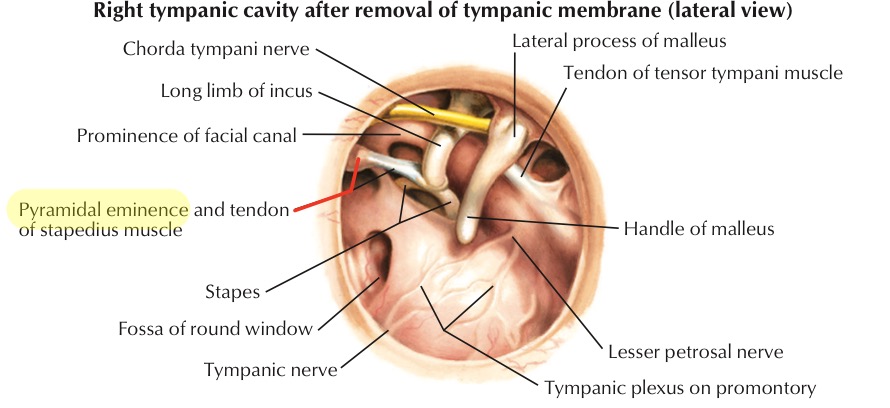 Right tympanic cavity after removal of tympanic membrane (lateral view)
Chorda tympani nerve
Long limb of incus
Prominence of facial canal
Pyramidal eminence and tendon
of stapedius muscle
Stapes
Fossa of round window
Tympanic nerve
Lateral process of malleus
Tendon of tensor tympani muscle
Handle of malleus
Lesser petrosal nerve
Tympanic plexus on promontory